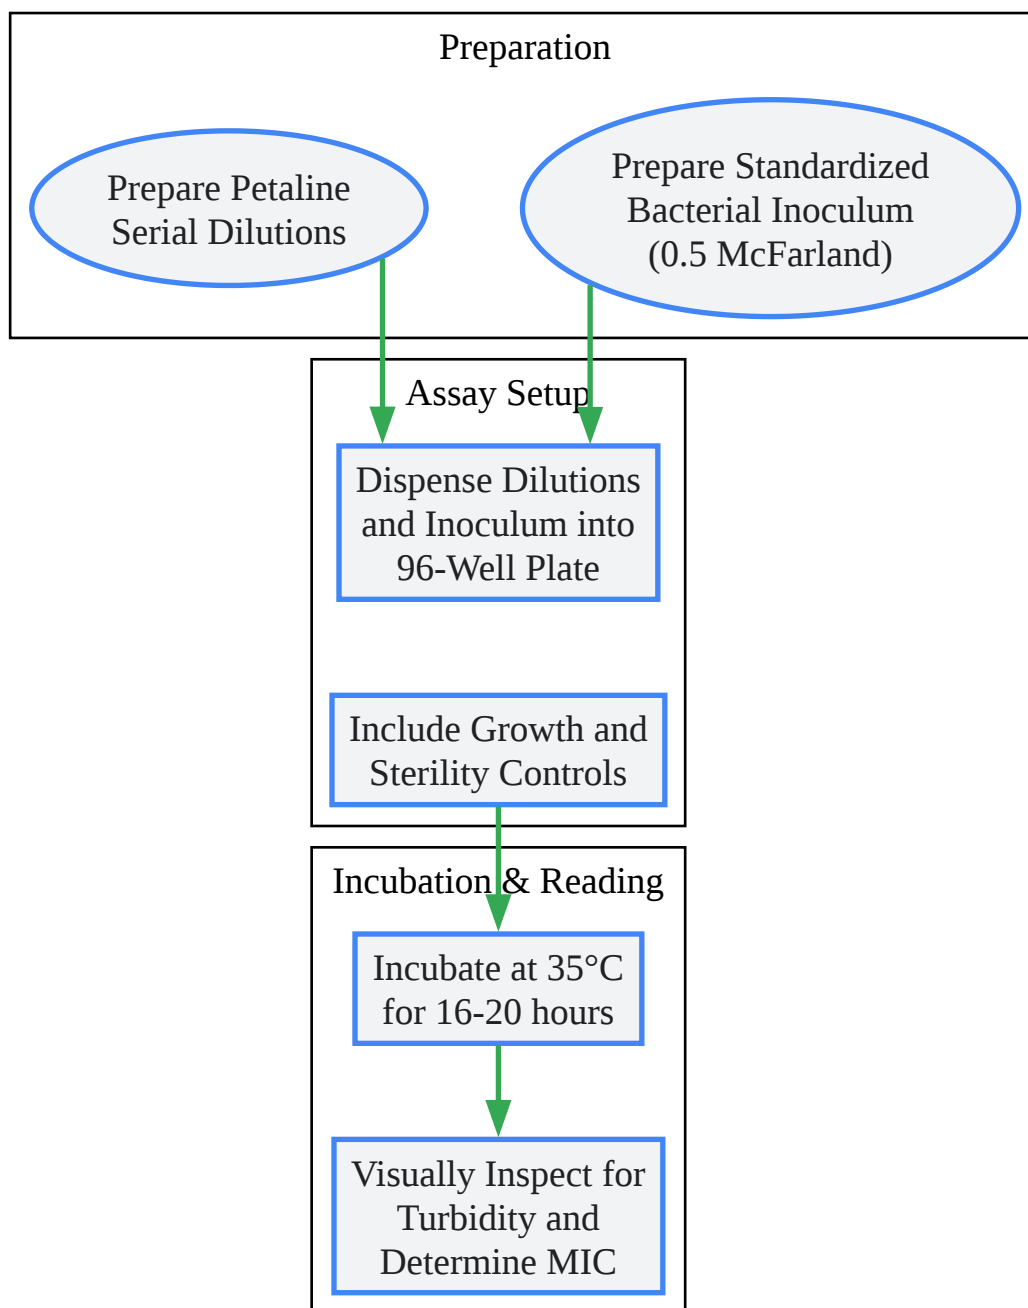 Preparation
Prepare Petaline
Serial Dilutions
Prepare Standardized
Bacterial Inoculum
(0.5 McFarland)
Assay Setup
Dispense Dilutions
and Inoculum into
96-Well Plate
Include Growth and
Sterility Controls
Incubation & Reading
Incubate at 35°C
for 16-20 hours
Visually Inspect for
Turbidity and
Determine MIC